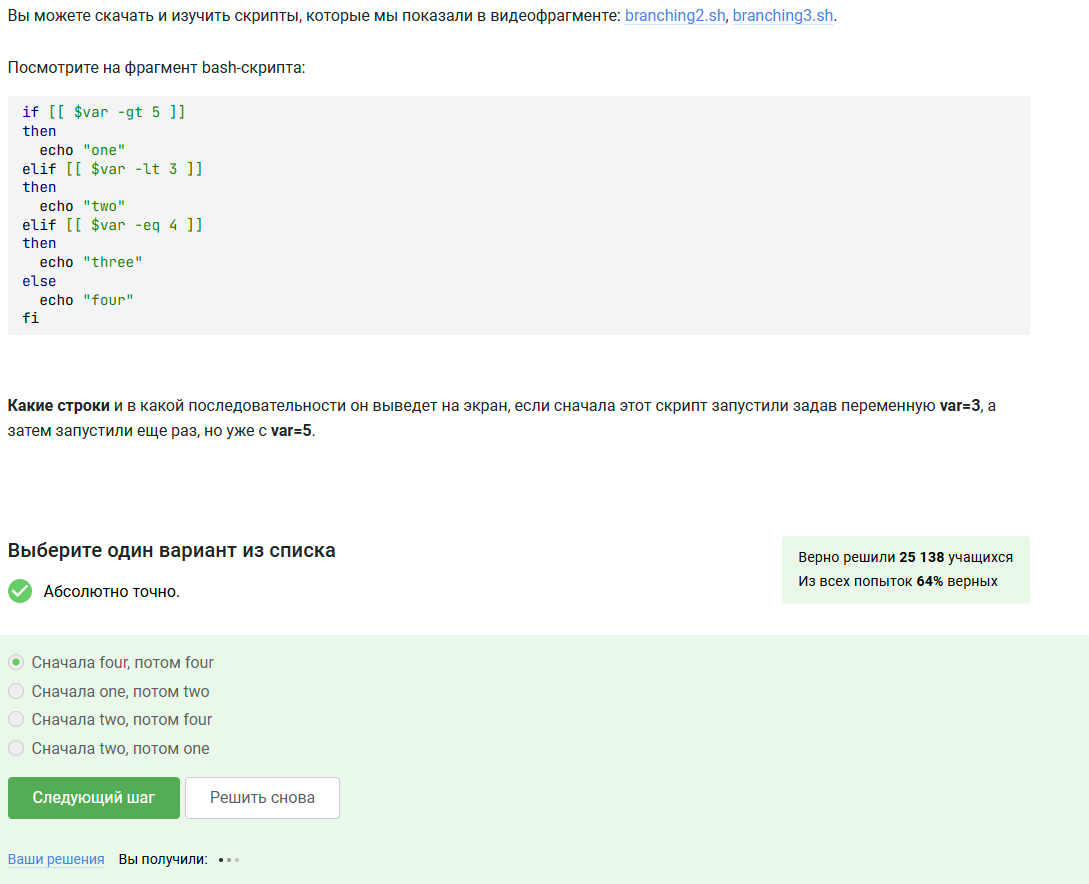 Вы можете скачать и изучить скрипты, которые мы показали в видеофрагменте: branching2.sh, branching3.sh.
Посмотрите на фрагмент bash-скрипта:
if [[ $var -gt 5 ]]
then
  echo "one"
elif [[ $var -lt 3 ]]
then
  echo "two"
elif [[ $var -eq 4 ]]
then
  echo "three"
else
  echo "four"
fi
Какие строки и в какой последовательности он выведет на экран, если сначала этот скрипт запустили задав переменную var=3, а
затем запустили еще раз, но уже с var=5.
Выберите один вариант из списка
Абсолютно точно.
Верно решили 25 138 учащихся
Из всех попыток 64% верных
Сначала four, потом four
Сначала one, потом two
Сначала two, потом four
Сначала two, потом one
Следующий шаг
Решить снова
Ваши решения Вы получили: